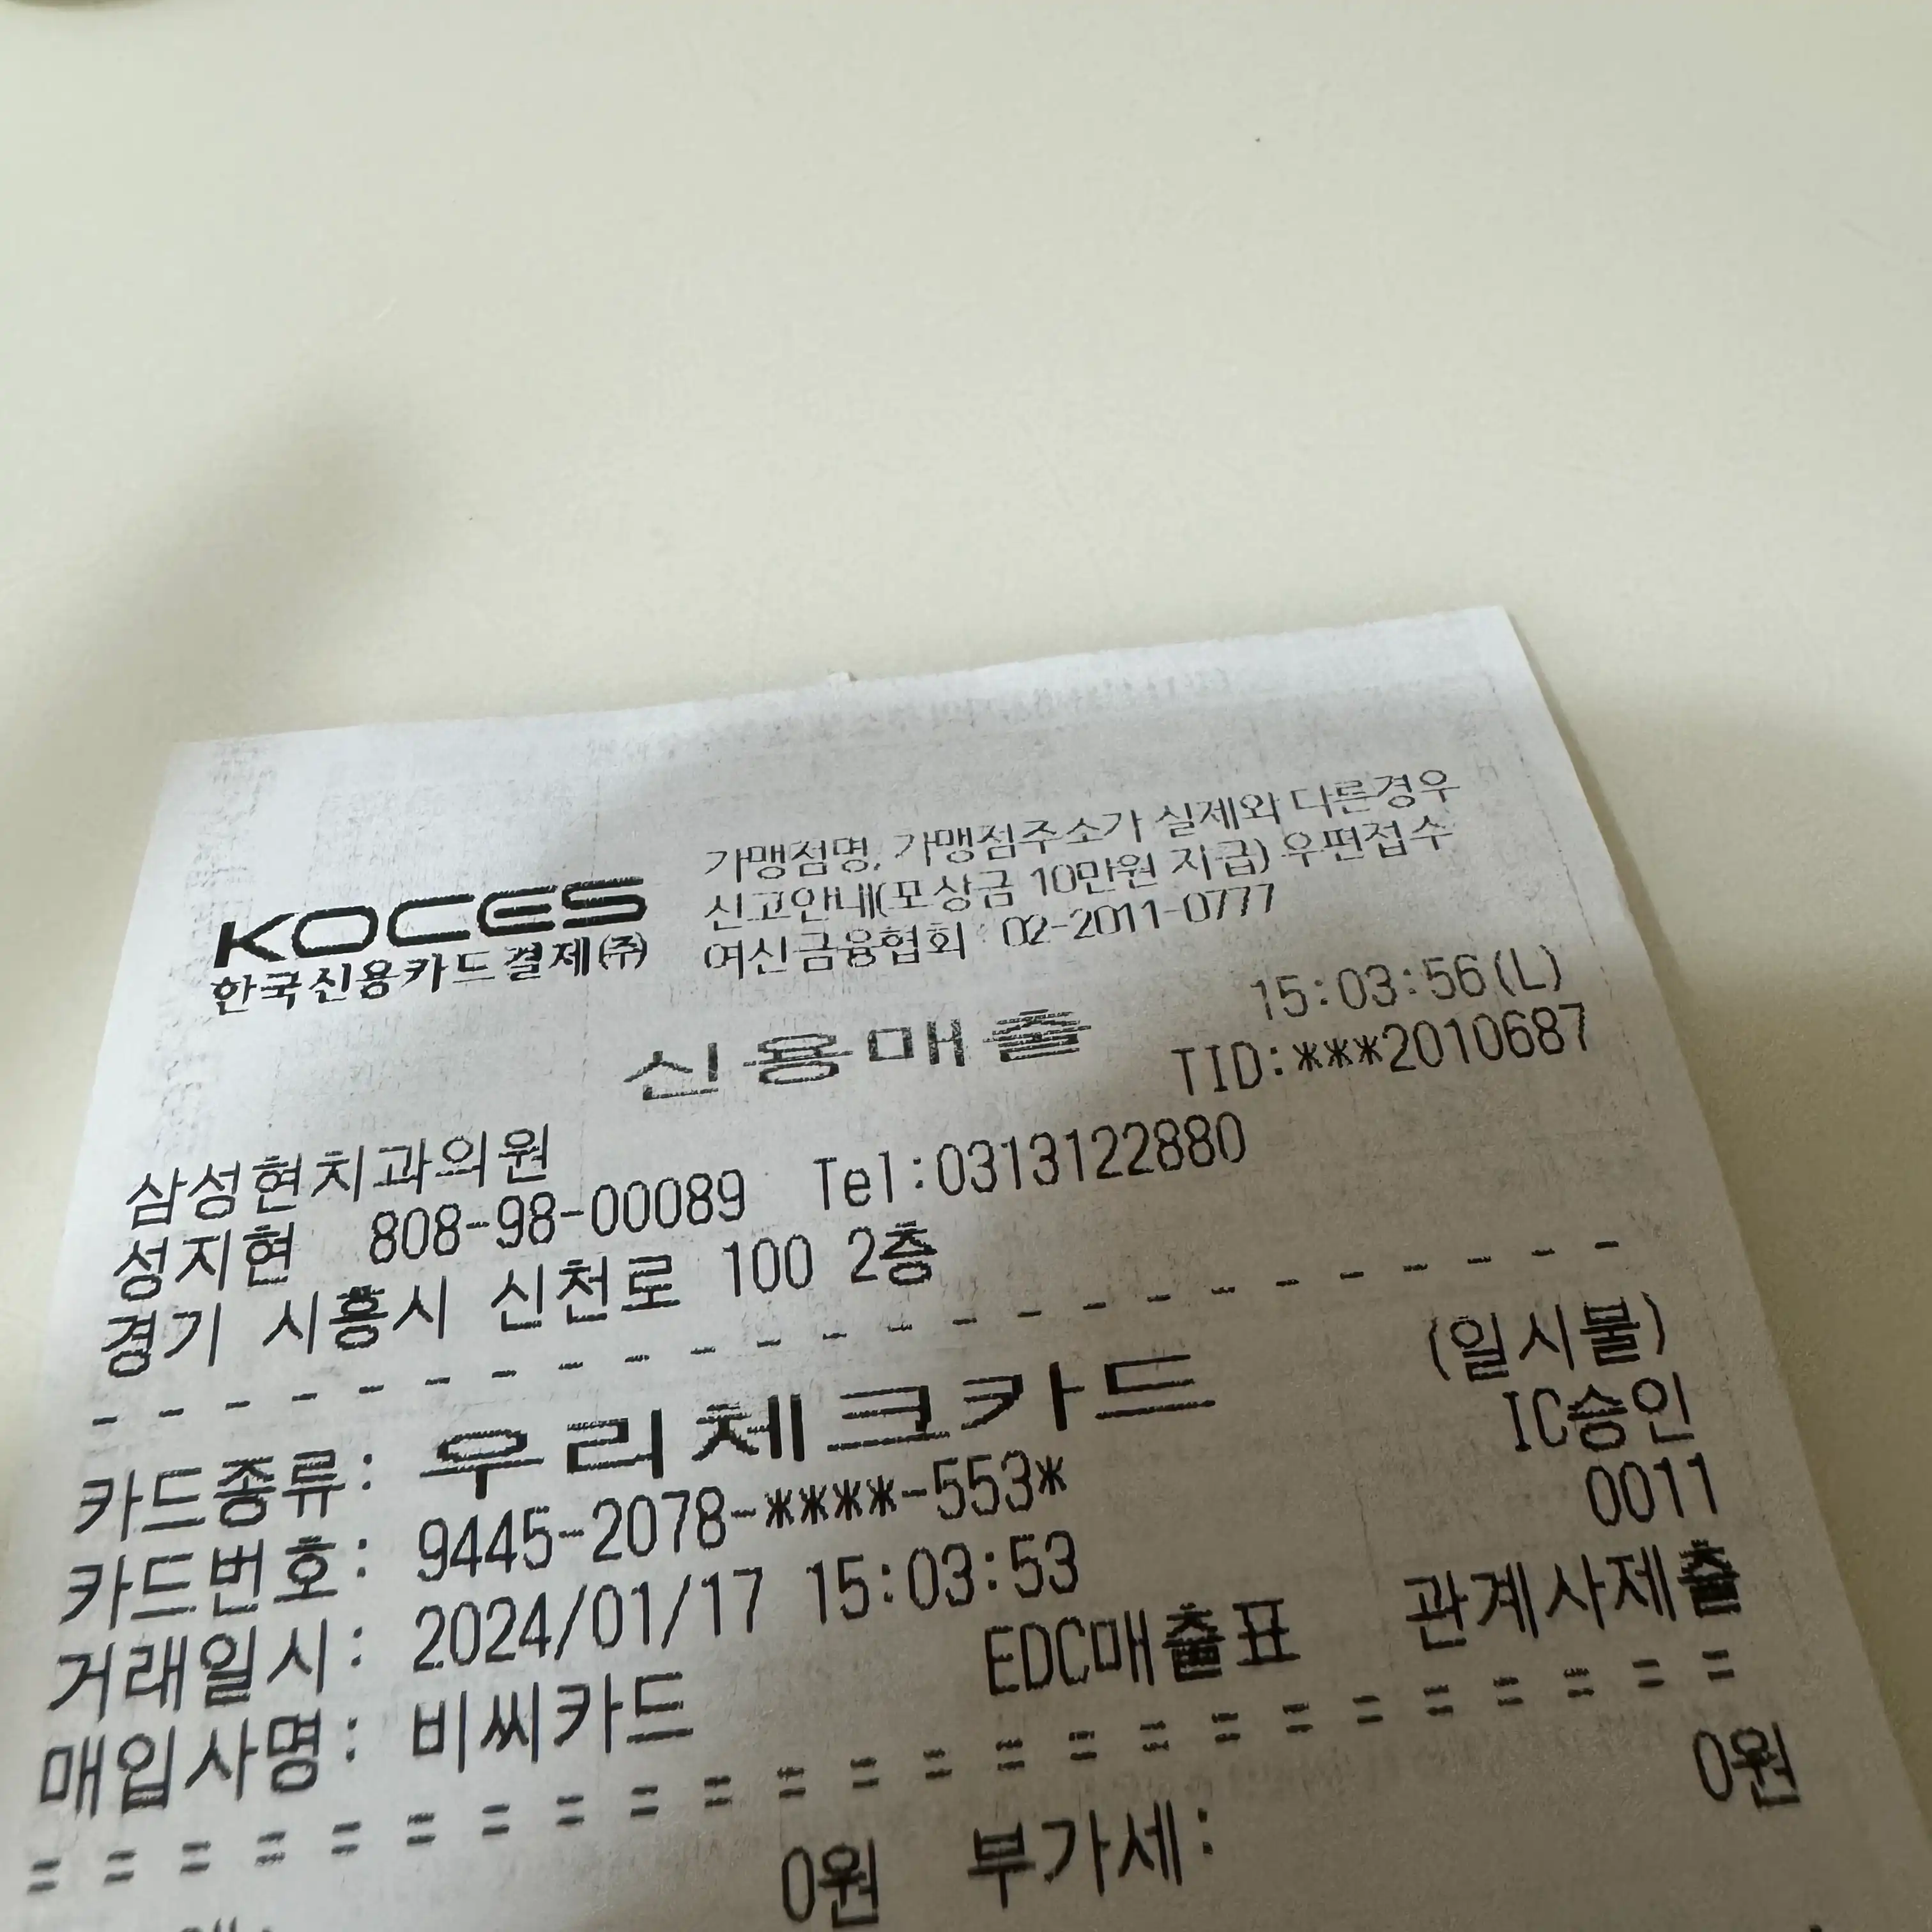 KOCES
한국신용카드결제㈜
가맹점명, 가맹점주소가 실제와 다른경우
신고안내(포상금 10만원 지급) 우편접수
여신금융협회 02-2011-0777
15:03:56(L)
신용매출
TID:***2010687
삼성현치과의원
성지현 808-98-00089 Tel:0313122880
경기 시흥시 신천로 100 2층
- - - - - - - - - - - - - - - - - - - - - - - -
(일시불)
카드종류: 우리체크카드
IC승인
카드번호: 9445-2078-****-553*
0011
거래일시: 2024/01/17 15:03:53
매입사명: 비씨카드 EDC매출표 관계사제출
= = = = = = = = = = = = = = = = = = = = = = = =
0원 부가세: 0원